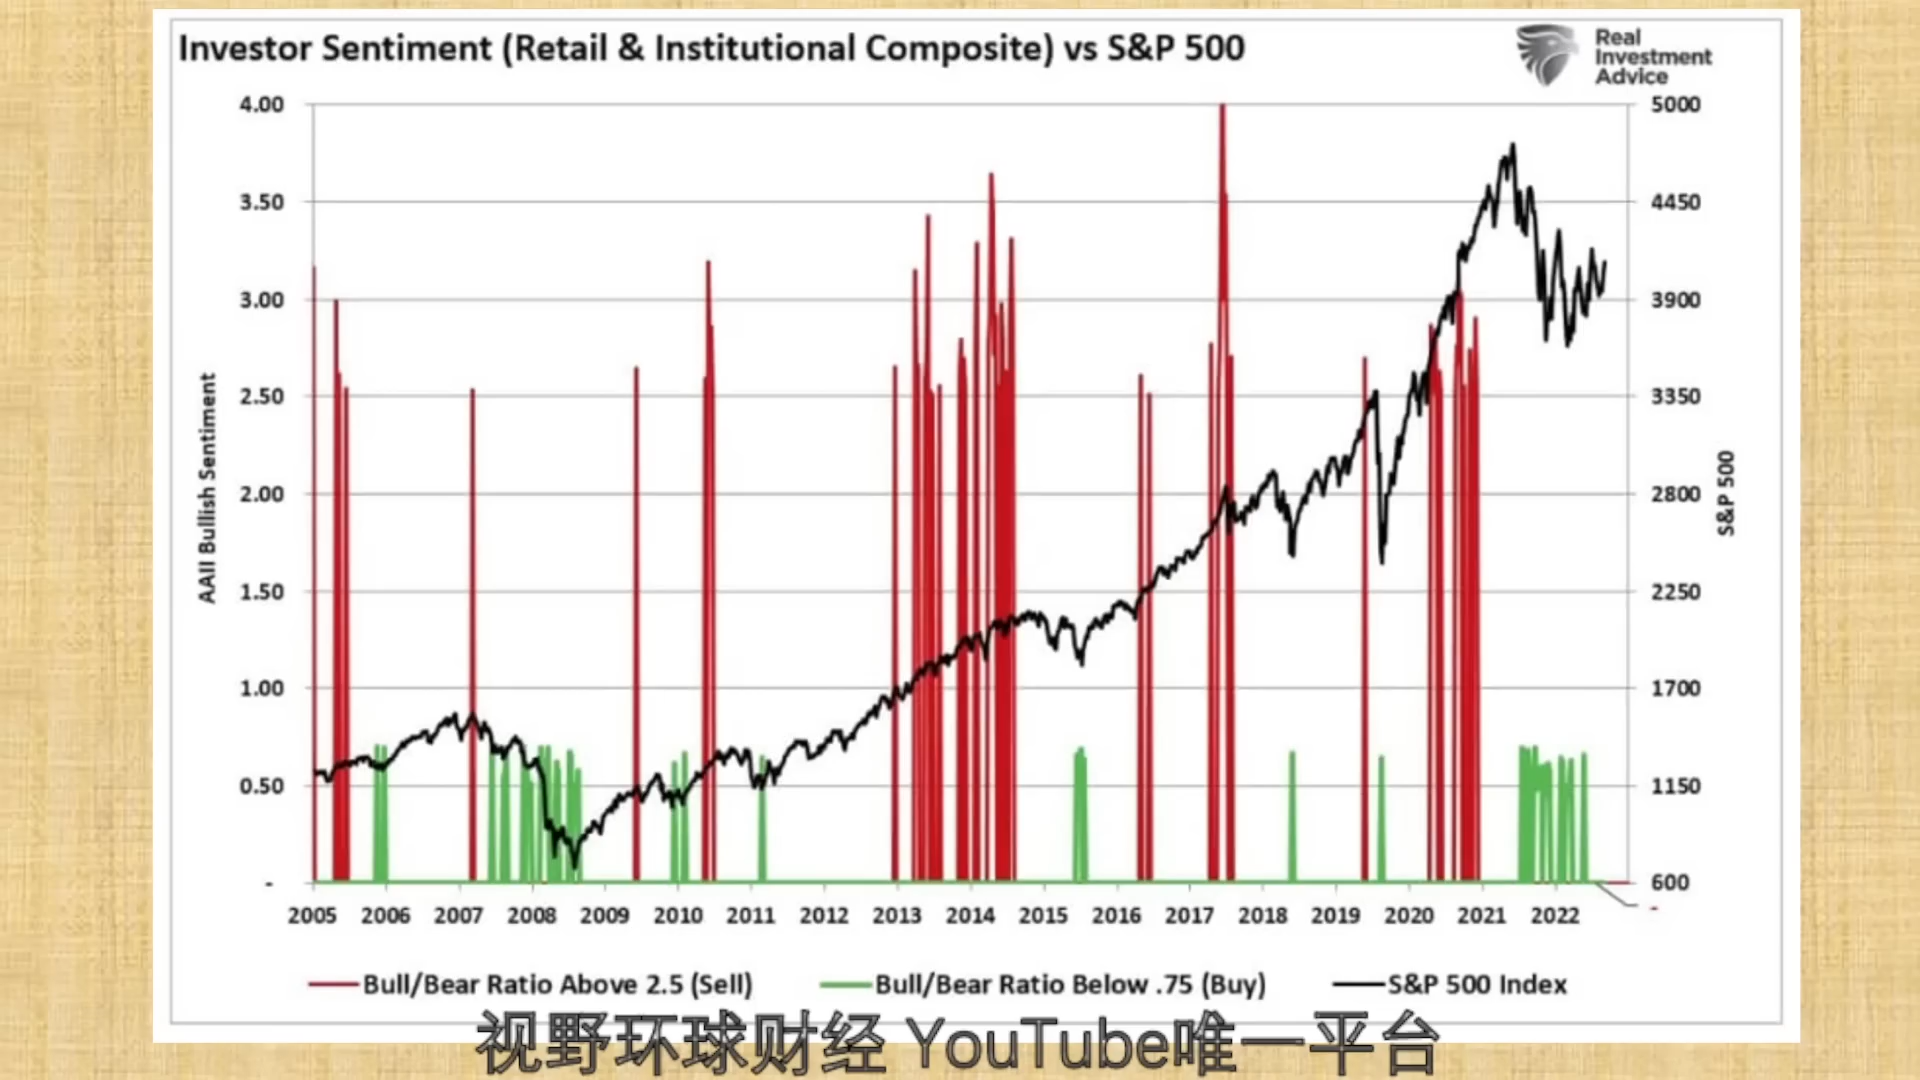 Investor Sentiment (Retail & Institutional Composite) vs S&P 500
Real
Investment
Advice
4.00
3.50
3.00
2.50
2.00
1.50
1.00
0.50
-
AAII Bullish Sentiment
5000
4450
3900
3350
2800
2250
1700
1150
600
-
S&P 500
2005 2006 2007 2008 2009 2010 2011 2012 2013 2014 2015 2016 2017 2018 2019 2020 2021 2022
Bull/Bear Ratio Above 2.5 (Sell) Bull/Bear Ratio Below .75 (Buy) S&P 500 Index
视野环球财经 YouTube唯一平台